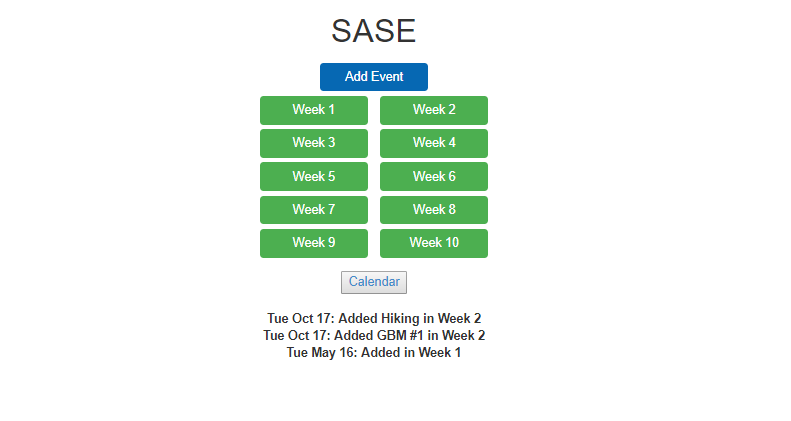 SASE
Add Event
Week 1 Week 2
Week 3 Week 4
Week 5 Week 6
Week 7 Week 8
Week 9 Week 10
Calendar
Tue Oct 17: Added Hiking in Week 2
Tue Oct 17: Added GBM #1 in Week 2
Tue May 16: Added in Week 1